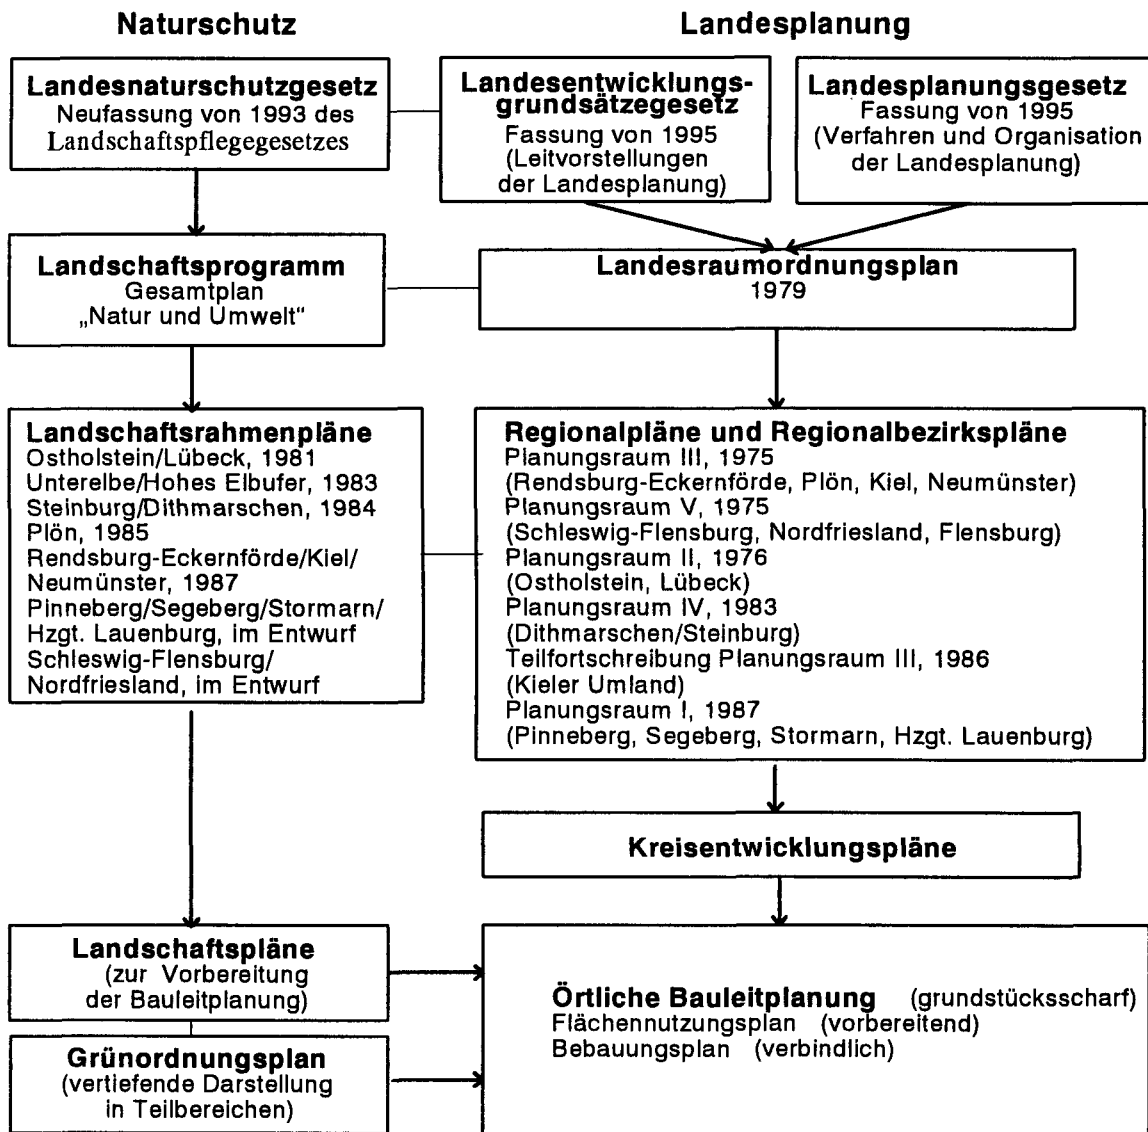 Naturschutz
Landesplanung
Landesnaturschutzgesetz
Neufassung von 1993 des
Landschaftspflegegesetzes
Landesentwicklungs-
grundsätzegesetz
Fassung von 1995
(Leitvorstellungen
der Landesplanung)
Landesplanungsgesetz
Fassung von 1995
(Verfahren und Organisation
der Landesplanung)
Landschaftsprogramm
Gesamtplan
„Natur und Umwelt“
Landesraumordnungsplan
1979
Landschaftsrahmenpläne
Ostholstein/Lübeck, 1981
Unterelbe/Hohes Elbufer, 1983
Steinburg/Dithmarschen, 1984
Plön, 1985
Rendsburg-Eckernförde/Kiel/
Neumünster, 1987
Pinneberg/Segeberg/Stormarn/
Hzgt. Lauenburg, im Entwurf
Schleswig-Flensburg/
Nordfriesland, im Entwurf
Regionalpläne und Regionalbezirkspläne
Planungsraum III, 1975
(Rendsburg-Eckernförde, Plön, Kiel, Neumünster)
Planungsraum V, 1975
(Schleswig-Flensburg, Nordfriesland, Flensburg)
Planungsraum II, 1976
(Ostholstein, Lübeck)
Planungsraum IV, 1983
(Dithmarschen/Steinburg)
Teilfortschreibung Planungsraum III, 1986
(Kieler Umland)
Planungsraum I, 1987
(Pinneberg, Segeberg, Stormarn, Hzgt. Lauenburg)
Kreisentwicklungspläne
Landschaftspläne
(zur Vorbereitung
der Bauleitplanung)
Grünordnungsplan
(vertiefende Darstellung
in Teilbereichen)
Örtliche Bauleitplanung (grundstücksscharf)
Flächennutzungsplan (vorbereitend)
Bebauungsplan (verbindlich)